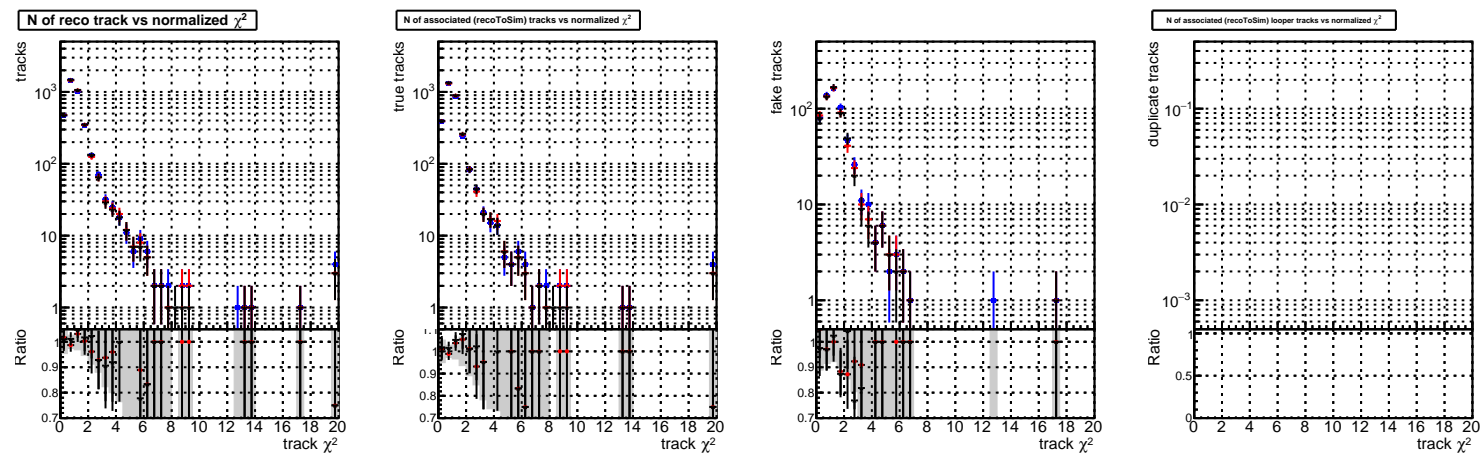 N of reco track vs normalized χ²
tracks
10³
10²
10
1
Ratio
1
0.9
0.8
0.7
0 2 4 6 8 10 12 14 16 18 20
track χ²
N of associated (recoToSim) tracks vs normalized χ²
true tracks
10³
10²
10
1
Ratio
1.
1
0.9
0.8
0.7
0 2 4 6 8 10 12 14 16 18 20
track χ²
fake tracks
10²
10
1
Ratio
1
0.9
0.8
0.7
0 2 4 6 8 10 12 14 16 18 20
track χ²
N of associated (recoToSim) looper tracks vs normalized χ²
duplicate tracks
10⁻¹
10⁻²
10⁻³
Ratio
1
0.5
0
0 2 4 6 8 10 12 14 16 18 20
track χ²